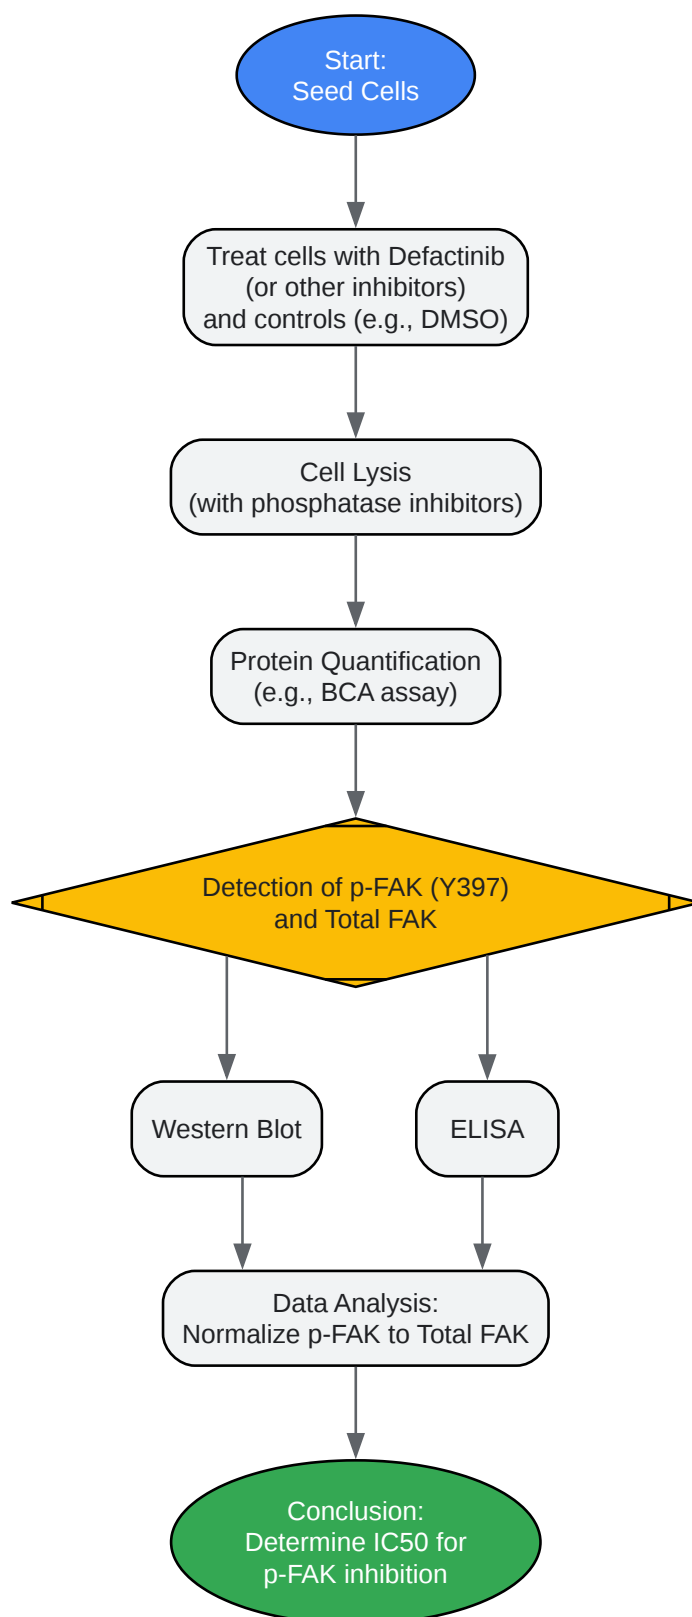 Start:
Seed Cells
Treat cells with Defactinib
(or other inhibitors)
and controls (e.g., DMSO)
Cell Lysis
(with phosphatase inhibitors)
Protein Quantification
(e.g., BCA assay)
Detection of p-FAK (Y397)
and Total FAK
Western Blot
ELISA
Data Analysis:
Normalize p-FAK to Total FAK
Conclusion:
Determine IC50 for
p-FAK inhibition